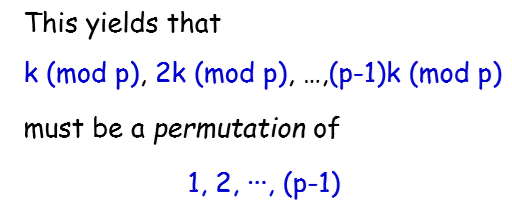 This yields that
k (mod p), 2k (mod p), …,(p-1)k (mod p)
must be a permutation of
1, 2, ···, (p-1)